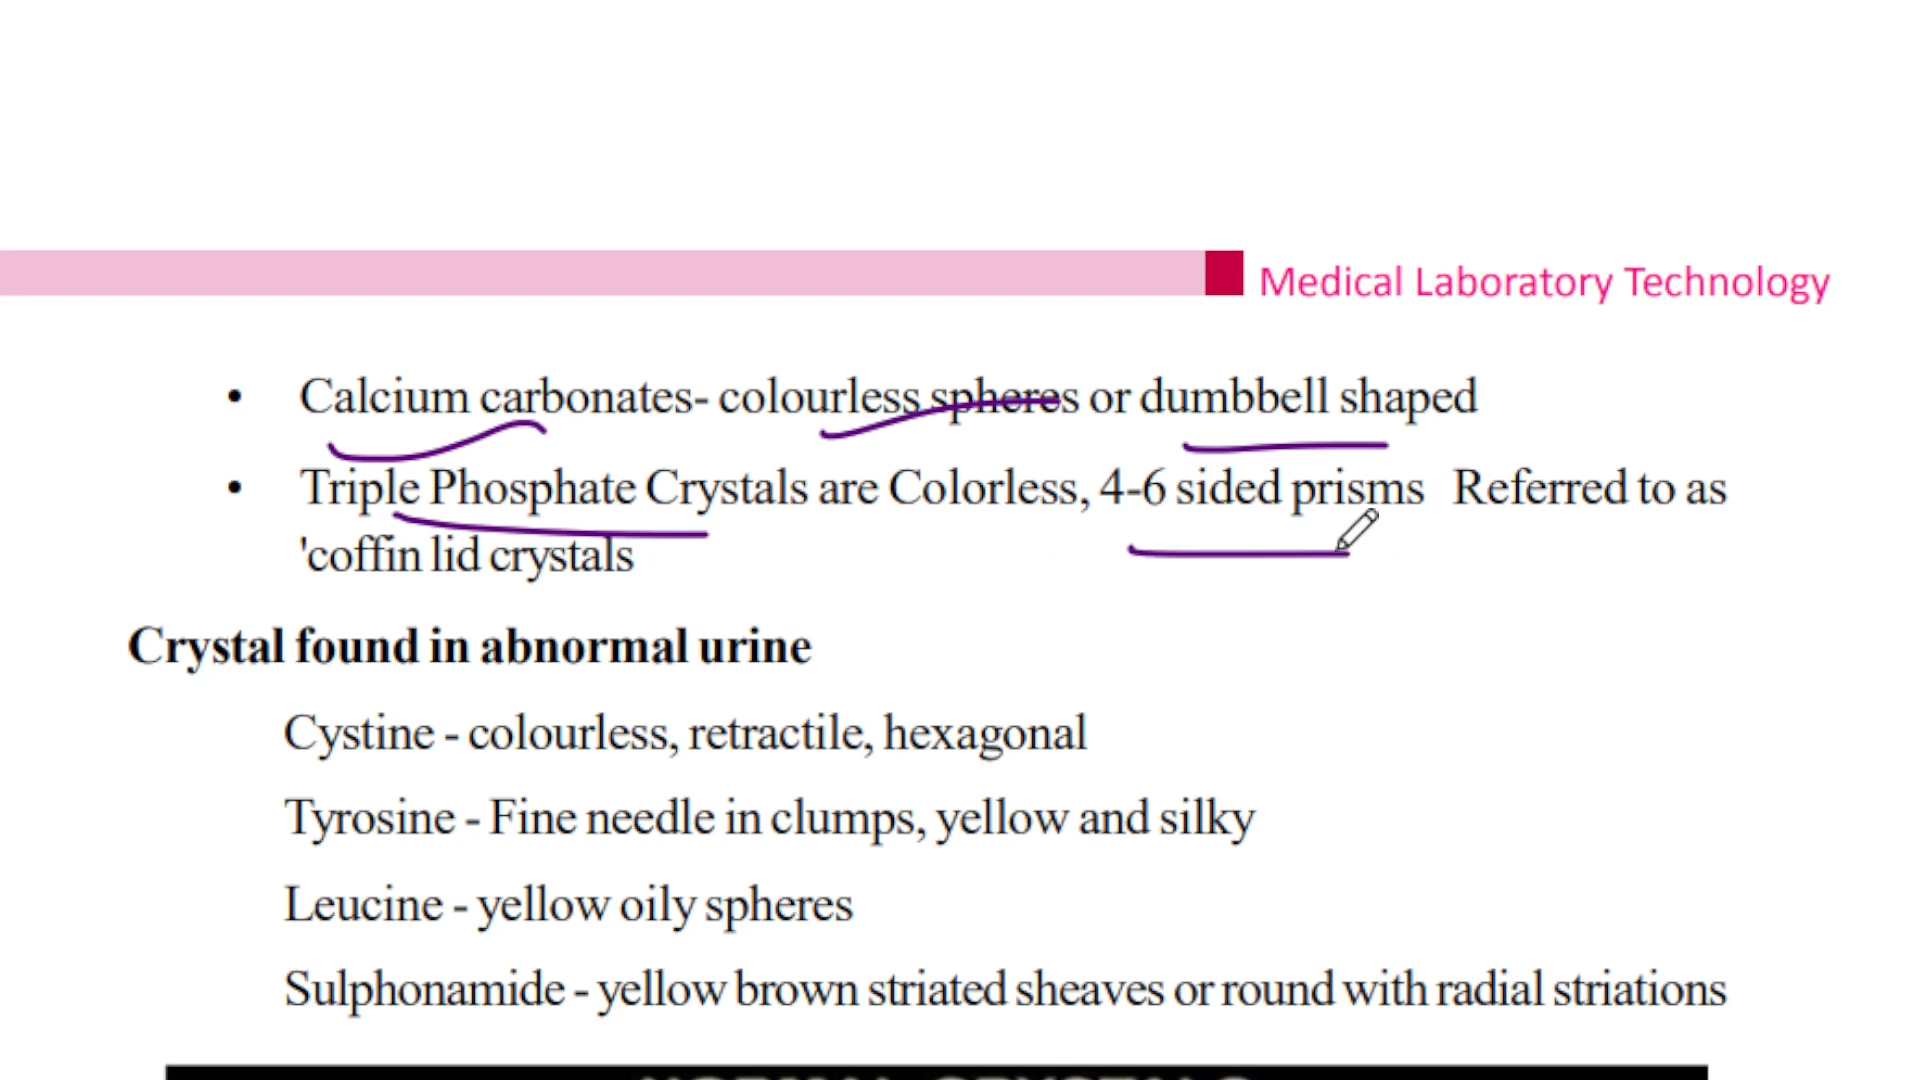 Medical Laboratory Technology
• Calcium carbonates- colourless spheres or dumbbell shaped
• Triple Phosphate Crystals are Colorless, 4-6 sided prisms Referred to as
'coffin lid crystals
Crystal found in abnormal urine
Cystine - colourless, retractile, hexagonal
Tyrosine - Fine needle in clumps, yellow and silky
Leucine - yellow oily spheres
Sulphonamide - yellow brown striated sheaves or round with radial striations